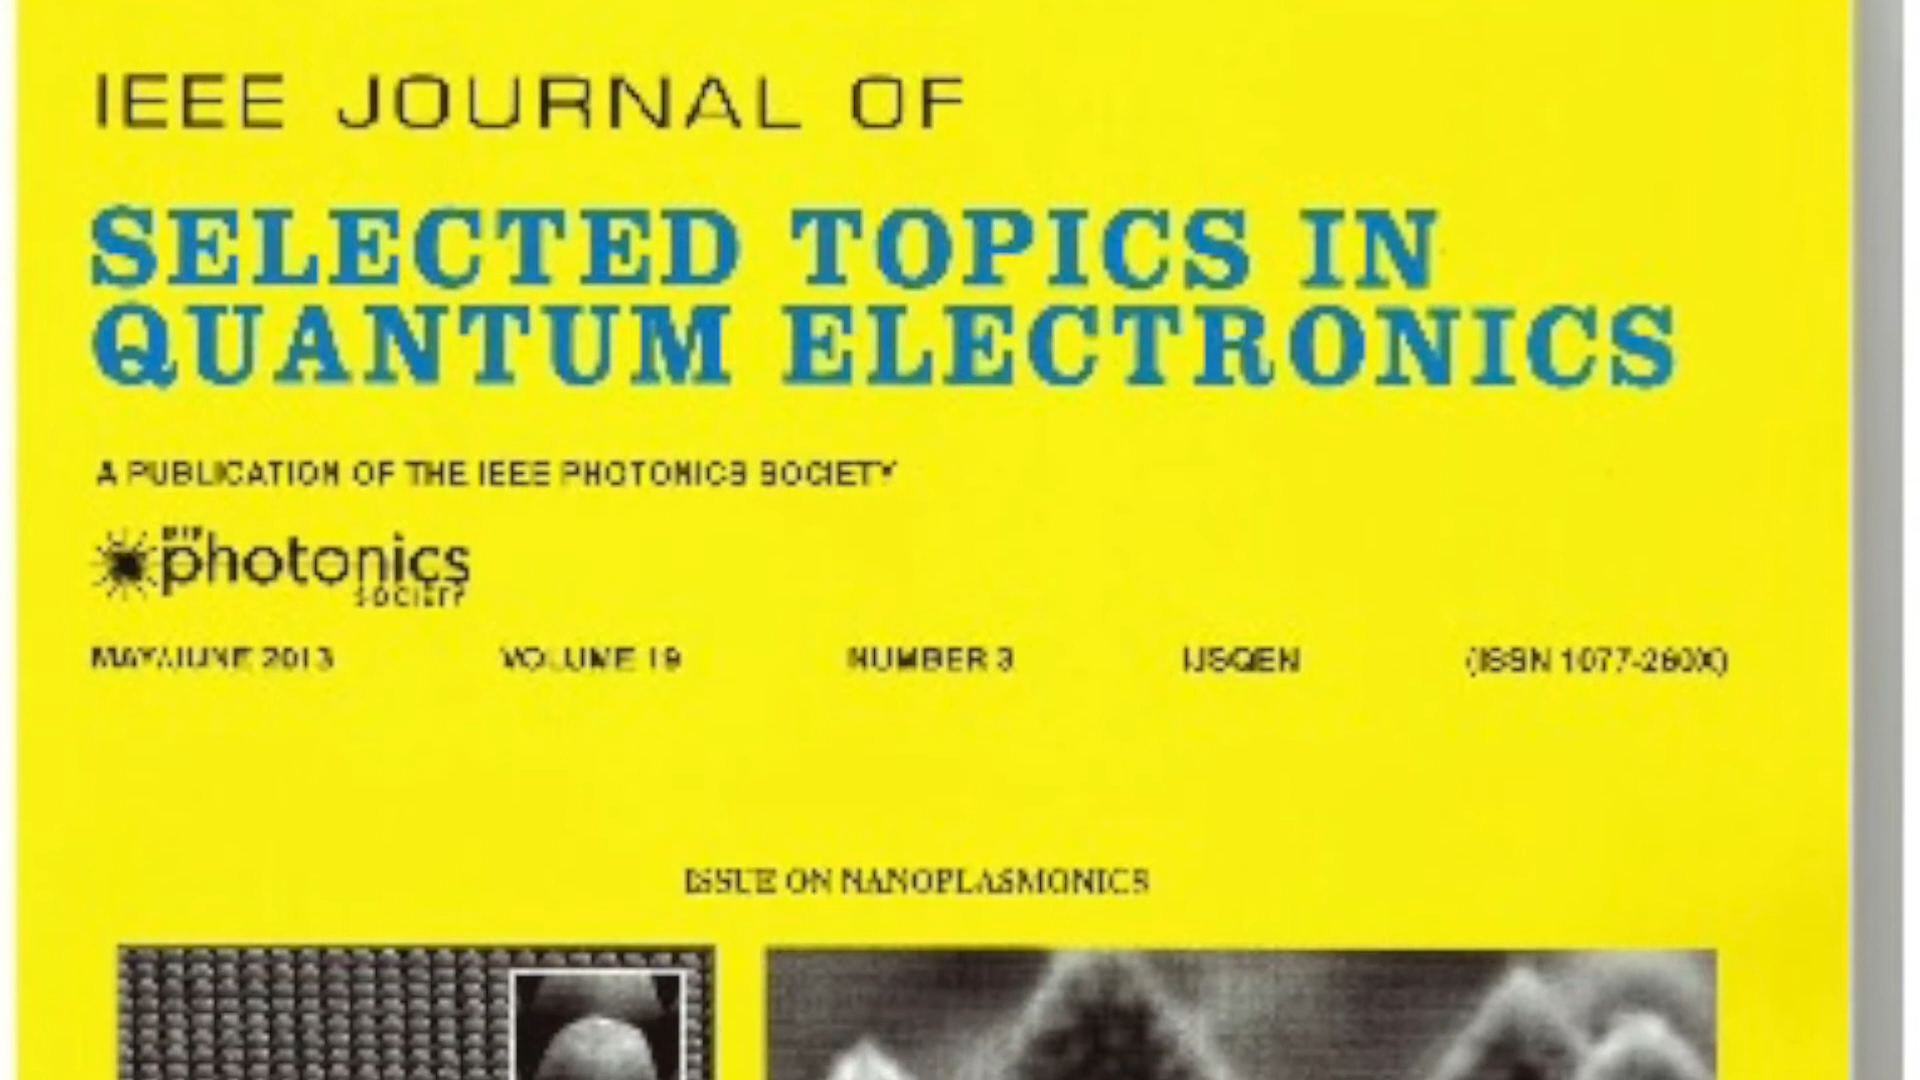 IEEE JOURNAL OF
SELECTED TOPICS IN
QUANTUM ELECTRONICS
A PUBLICATION OF THE IEEE PHOTONICS SOCIETY
photonics
SOCIETY
MAY/JUNE 2013 VOLUME 19 NUMBER 3 IJSQEN (ISSN 1077-260X)
ISSUE ON NANOPLASMONICS